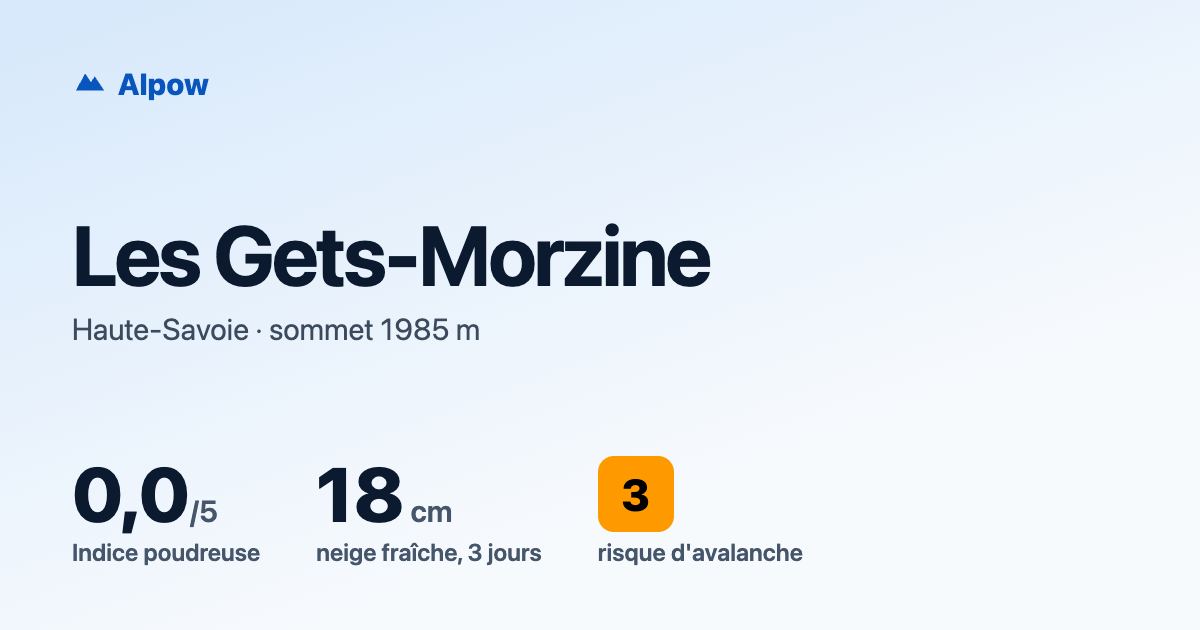 Alpow
Les Gets-Morzine
Haute-Savoie · sommet 1985 m
0,0/5
Indice poudreuse
18 cm
neige fraîche, 3 jours
3
risque d'avalanche